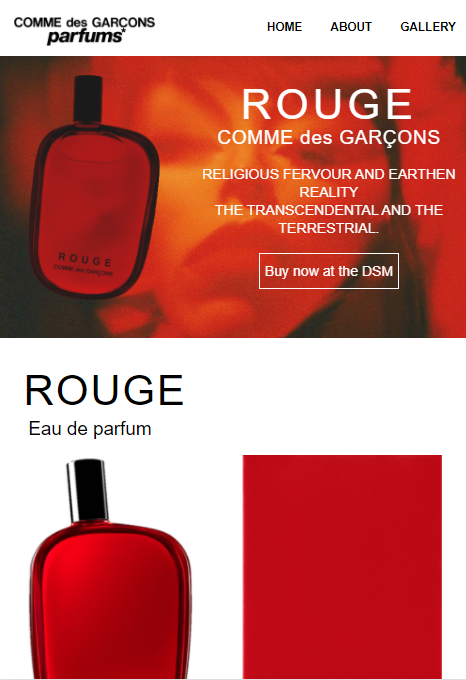 COMME des GARÇONS
parfums*
HOME ABOUT GALLERY
ROUGE
COMME des GARÇONS
RELIGIOUS FERVOUR AND EARTHEN
REALITY
THE TRANSCENDENTAL AND THE
TERRESTRIAL.
Buy now at the DSM
ROUGE
COMME des GARÇONS
ROUGE
Eau de parfum